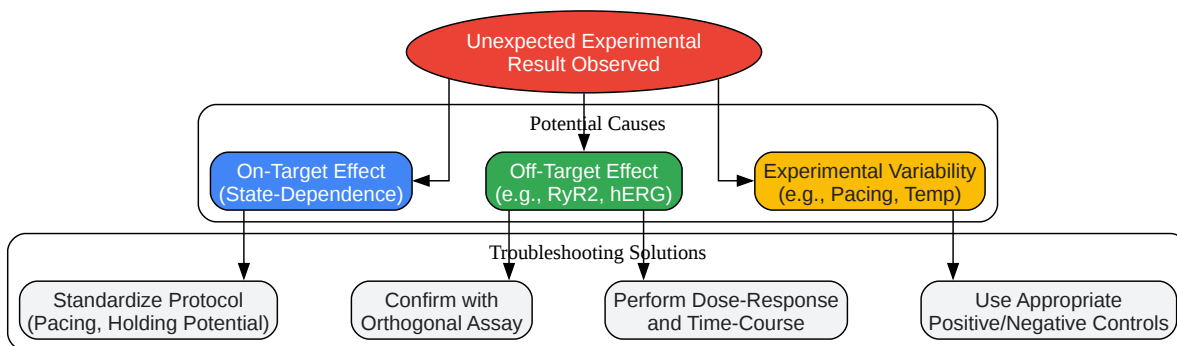 Unexpected Experimental
Result Observed
Potential Causes
On-Target Effect
(State-Dependence)
Off-Target Effect
(e.g., RyR2, hERG)
Experimental Variability
(e.g., Pacing, Temp)
Troubleshooting Solutions
Standardize Protocol
(Pacing, Holding Potential)
Confirm with
Orthogonal Assay
Perform Dose-Response
and Time-Course
Use Appropriate
Positive/Negative Controls